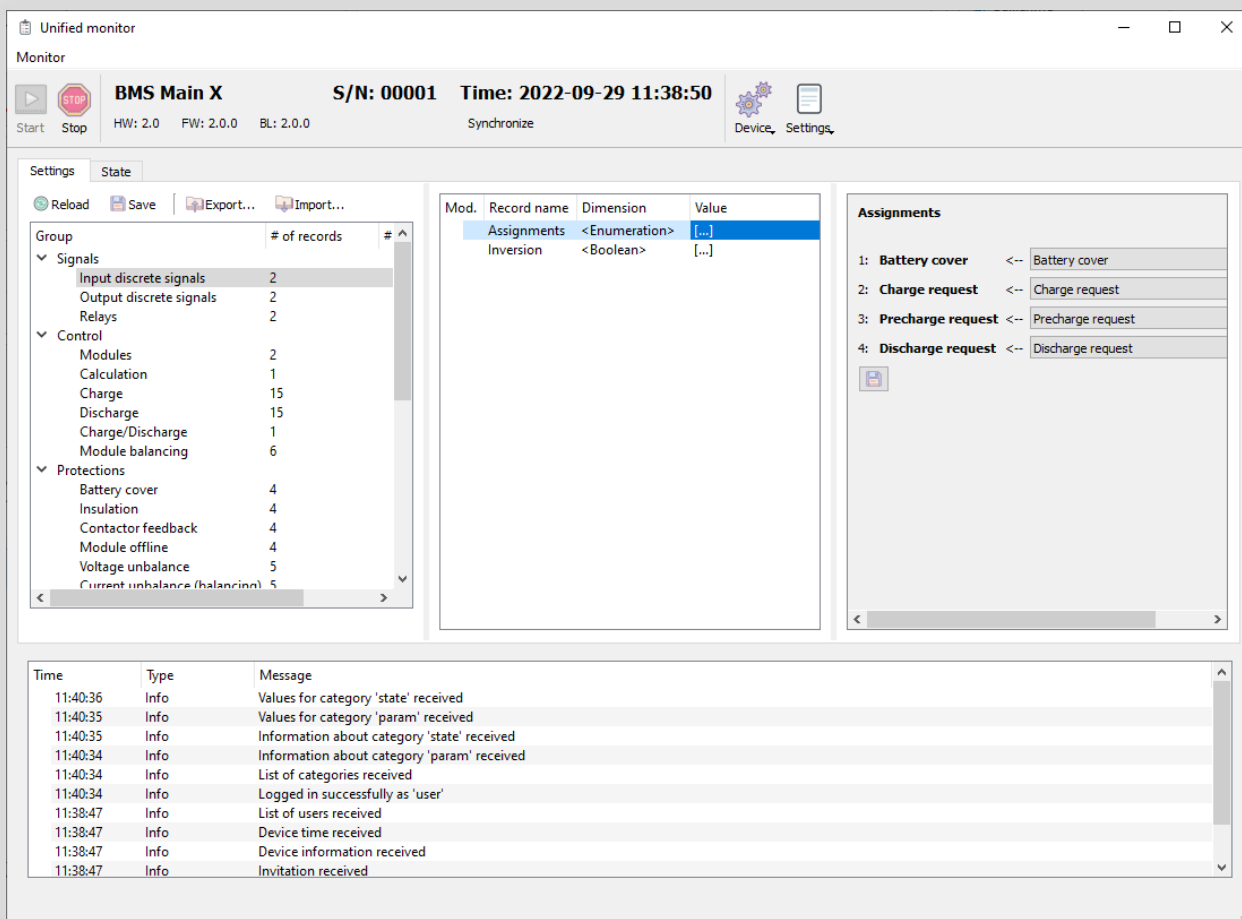 Unified monitor
Monitor
Start
STOP
Stop
BMS Main X S/N: 00001 Time: 2022-09-29 11:38:50
HW: 2.0 FW: 2.0.0 BL: 2.0.0 Synchronize
Device
Settings
Settings State
Reload Save Export... Import...
Group # of records #
Signals
Input discrete signals 2
Output discrete signals 2
Relays 2
Control
Modules 2
Calculation 1
Charge 15
Discharge 15
Charge/Discharge 1
Module balancing 6
Protections
Battery cover 4
Insulation 4
Contactor feedback 4
Module offline 4
Voltage unbalance 5
Current unbalance (balancing) 5
Mod. Record name Dimension Value
Assignments <Enumeration> [...]
Inversion <Boolean> [...]
Assignments
1: Battery cover <-- Battery cover
2: Charge request <-- Charge request
3: Precharge request <-- Precharge request
4: Discharge request <-- Discharge request
Time Type Message
11:40:36 Info Values for category 'state' received
11:40:35 Info Values for category 'param' received
11:40:35 Info Information about category 'state' received
11:40:34 Info Information about category 'param' received
11:40:34 Info List of categories received
11:40:34 Info Logged in successfully as 'user'
11:38:47 Info List of users received
11:38:47 Info Device time received
11:38:47 Info Device information received
11:38:47 Info Invitation received